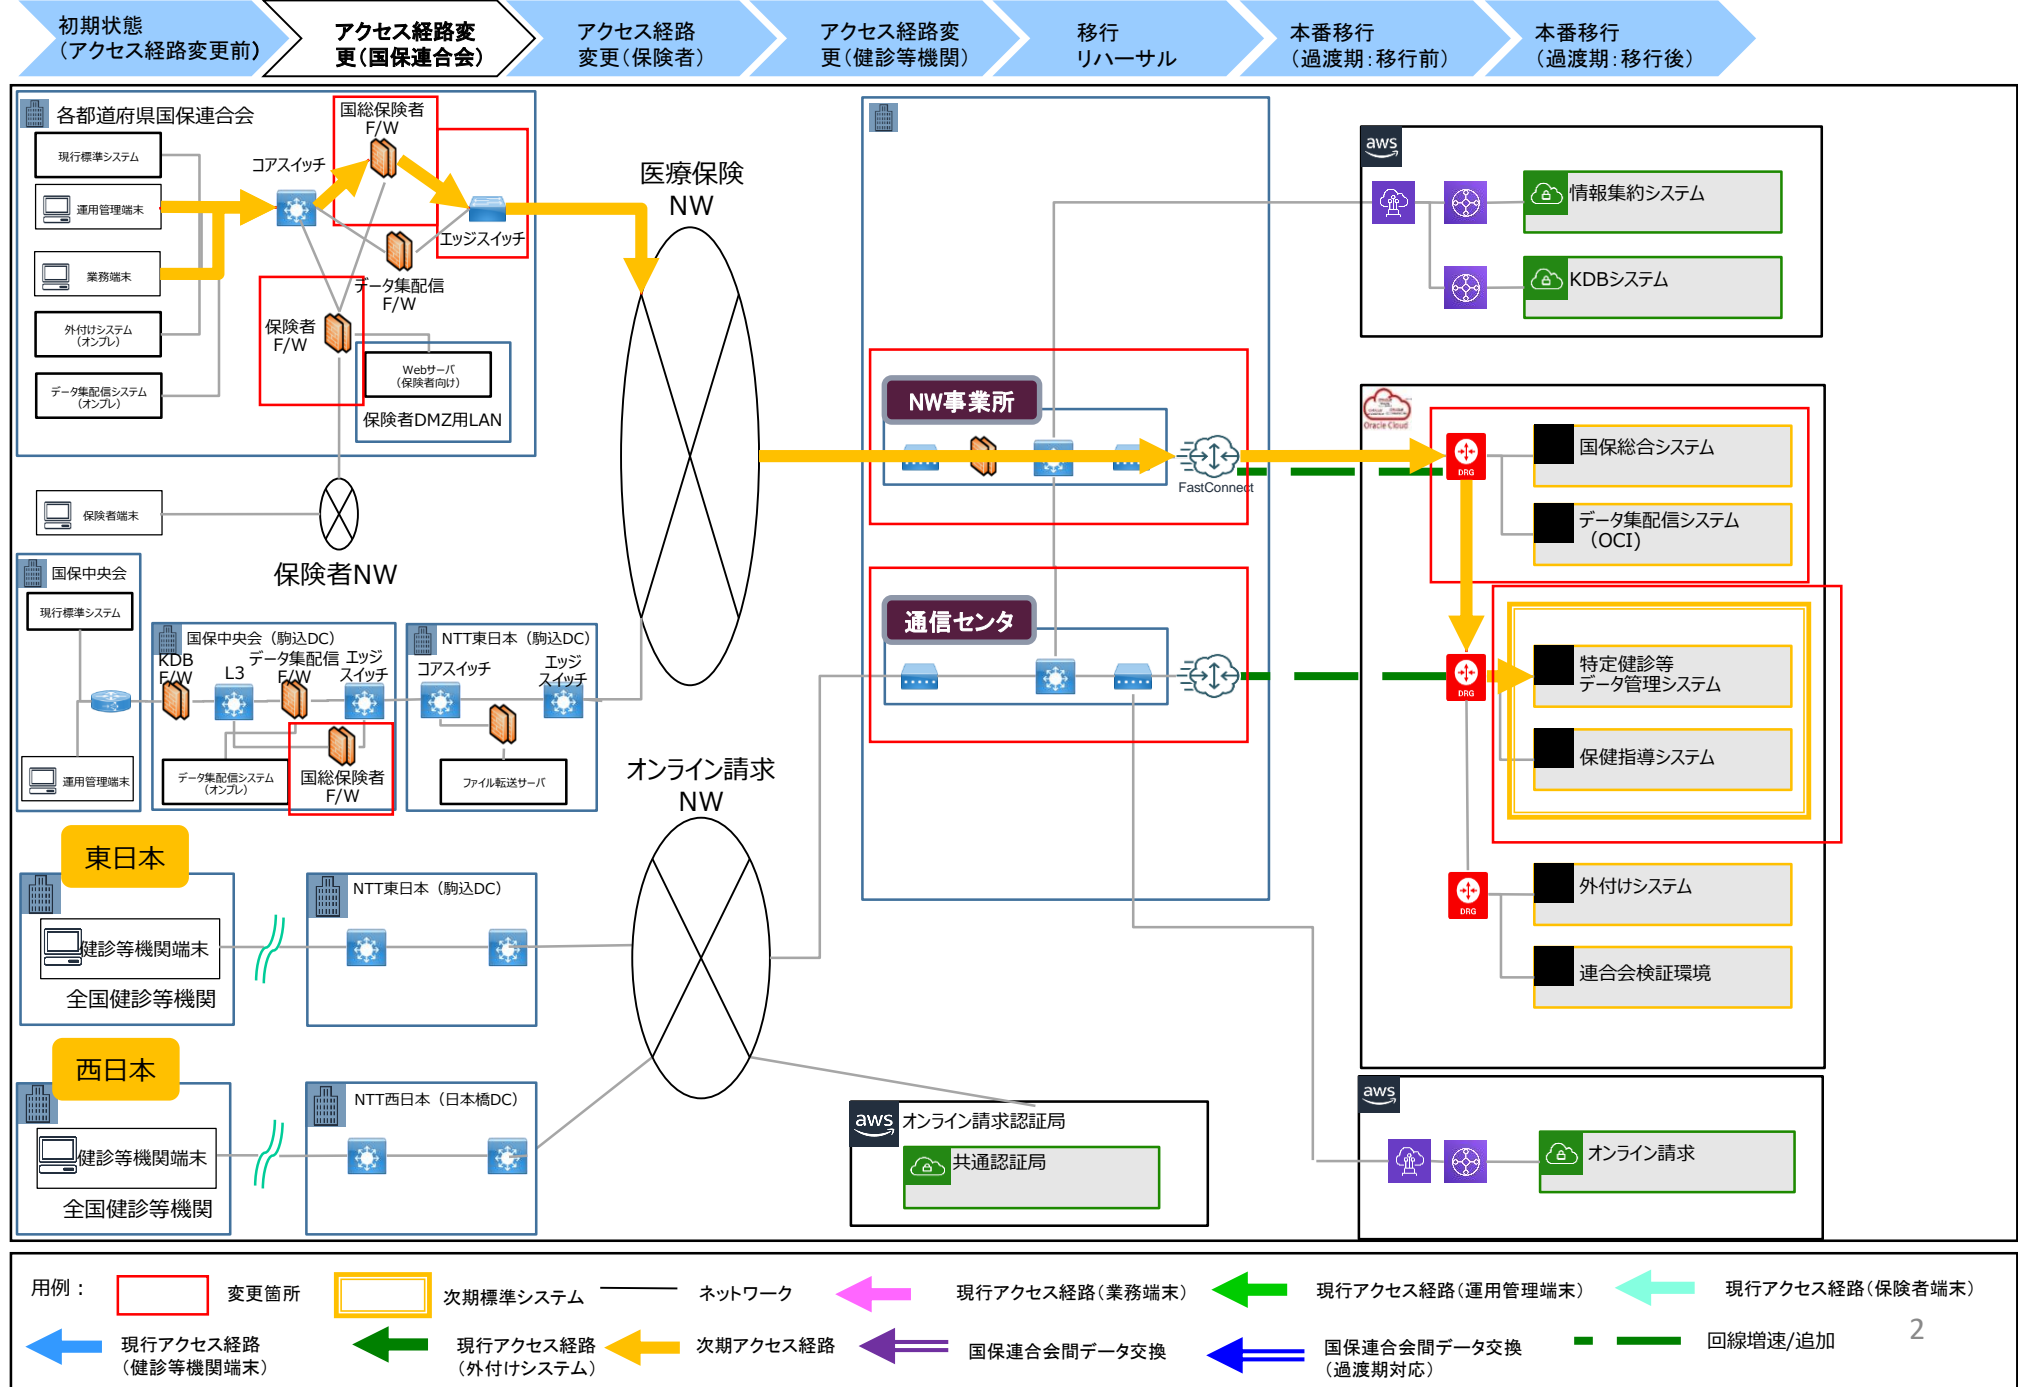 初期状態
（アクセス経路変更前）
アクセス経路変
更（国保連合会）
アクセス経路
変更（保険者）
アクセス経路変
更（健診等機関）
移行
リハーサル
本番移行
（過渡期：移行前）
本番移行
（過渡期：移行後）
各都道府県国保連合会
現行標準システム
運用管理端末
業務端末
外付けシステム
（オンプレ）
データ集配信システム
（オンプレ）
コアスイッチ
国総保険者
F/W
エッジスイッチ
データ集配信
F/W
保険者
F/W
Webサーバ
（保険者向け）
保険者DMZ用LAN
保険者端末
保険者NW
医療保険
NW
国保中央会
現行標準システム
運用管理端末
国保中央会（駒込DC）
KDB
F/W
L3
データ集配信
F/W
エッジ
スイッチ
データ集配信システム
（オンプレ）
国総保険者
F/W
NTT東日本（駒込DC）
コアスイッチ
エッジ
スイッチ
ファイル転送サーバ
オンライン請求
NW
東日本
健診等機関端末
全国健診等機関
NTT東日本（駒込DC）
西日本
健診等機関端末
全国健診等機関
NTT西日本（日本橋DC）
NW事業所
FastConnect
通信センタ
aws
オンライン請求認証局
共通認証局
aws
情報集約システム
KDBシステム
Oracle Cloud
DRG
国保総合システム
データ集配信システム
（OCI）
DRG
特定健診等
データ管理システム
保健指導システム
DRG
外付けシステム
連合会検証環境
aws
オンライン請求
用例：
変更箇所
次期標準システム
ネットワーク
現行アクセス経路（業務端末）
現行アクセス経路（運用管理端末）
現行アクセス経路（保険者端末）
現行アクセス経路
（健診等機関端末）
現行アクセス経路
（外付けシステム）
次期アクセス経路
国保連合会間データ交換
国保連合会間データ交換
（過渡期対応）
回線増速/追加
2